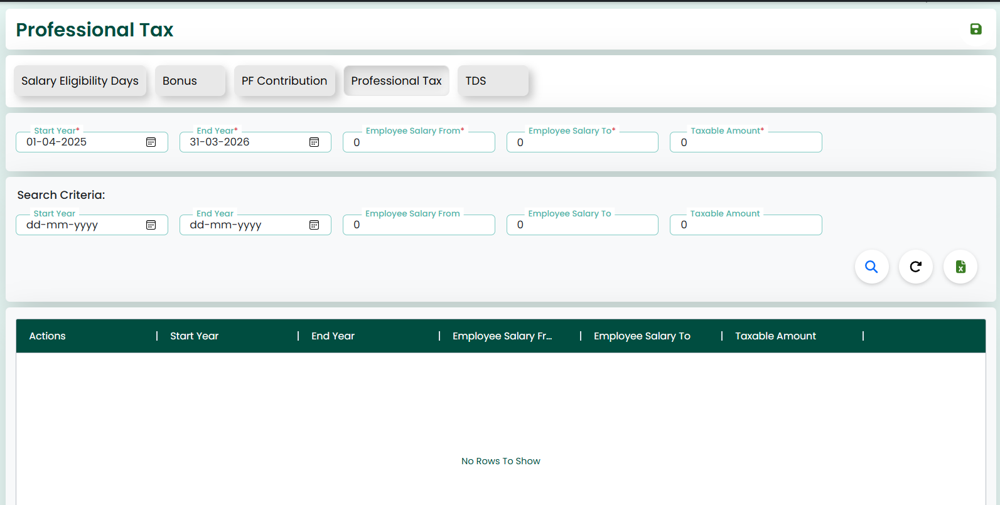 Professional Tax
Salary Eligibility Days Bonus PF Contribution Professional Tax TDS
Start Year* End Year* Employee Salary From* Employee Salary To* Taxable Amount*
01-04-2025 31-03-2026 0 0 0
Search Criteria:
Start Year End Year Employee Salary From Employee Salary To Taxable Amount
dd-mm-yyyy dd-mm-yyyy 0 0 0
Actions | Start Year | End Year | Employee Salary Fr... | Employee Salary To | Taxable Amount |
No Rows To Show